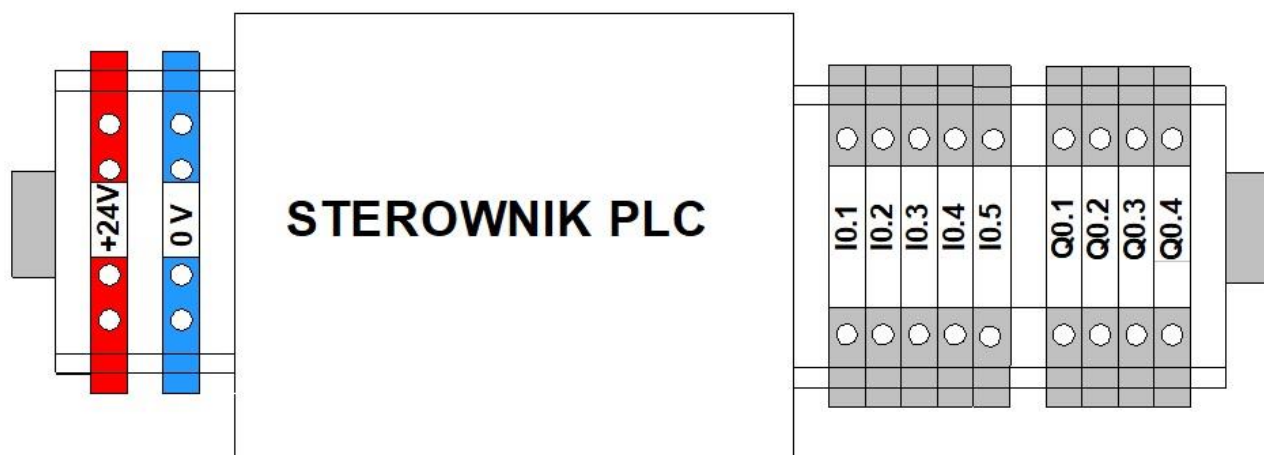 +24V
0 V
STEROWNIK PLC
I0.1
I0.2
I0.3
I0.4
I0.5
Q0.1
Q0.2
Q0.3
Q0.4